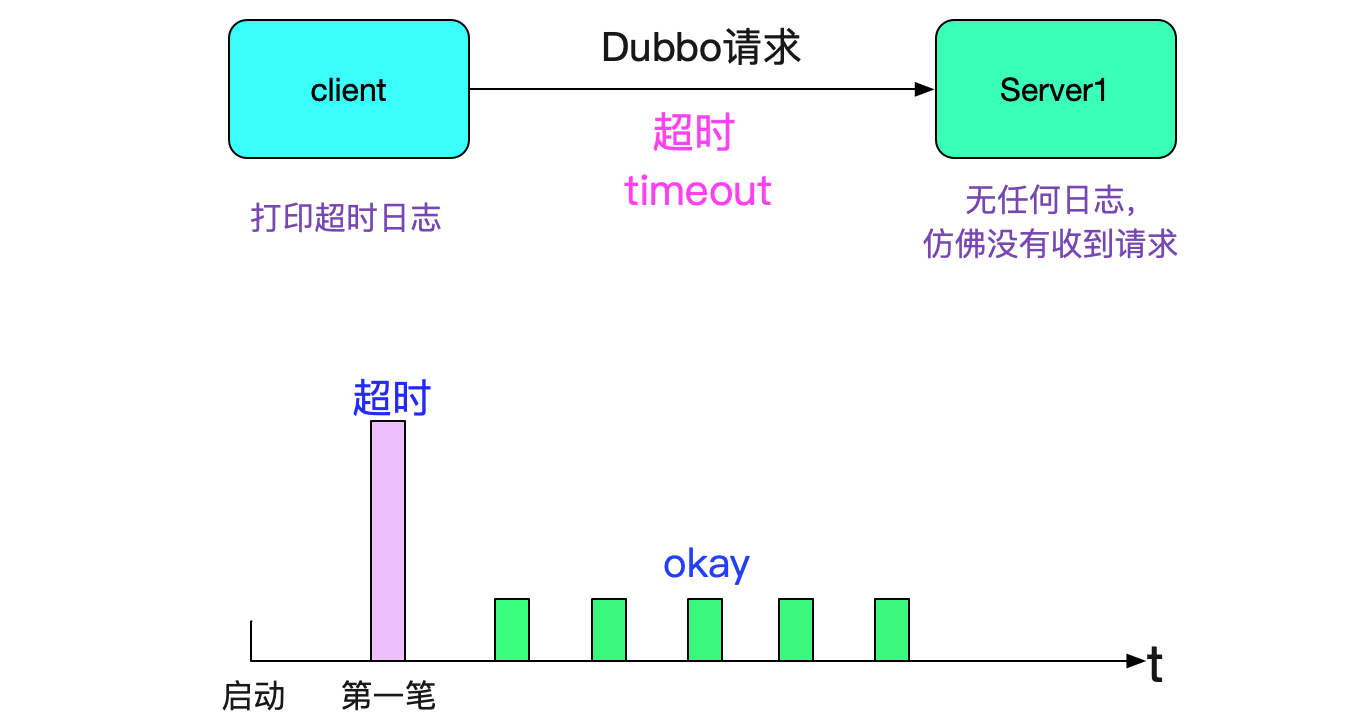 Dubbo请求
client
Server1
超时
timeout
打印超时日志
无任何日志，
仿佛没有收到请求
超时
okay
t
启动
第一笔